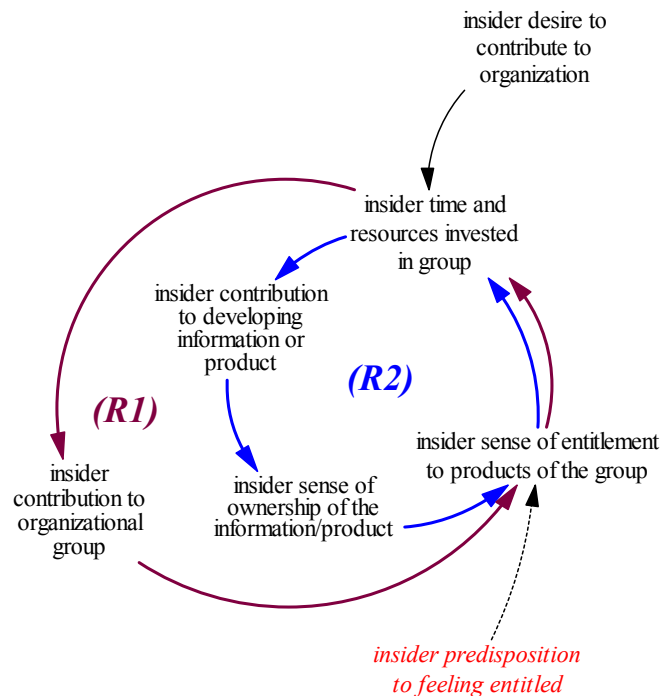 insider desire to
contribute to
organization
insider time and
resources invested
in group
insider contribution
to developing
information or
product
(R2)
(R1)
insider sense of entitlement
to products of the group
insider
contribution to
organizational
group
insider sense of
ownership of the
information/product
insider predisposition
to feeling entitled